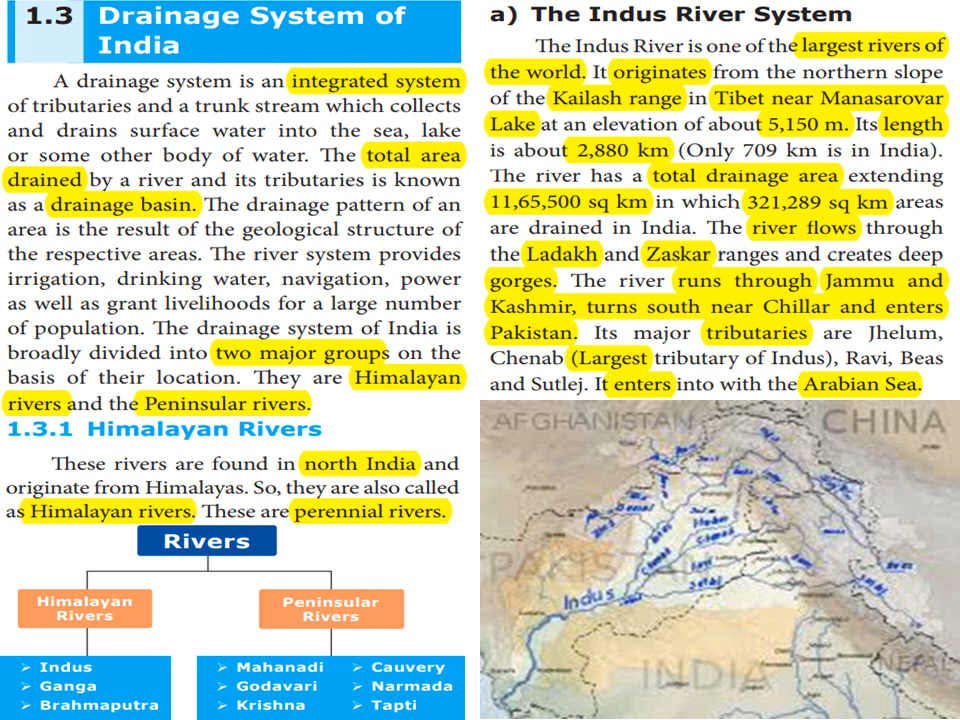 1.3 Drainage System of
India
A drainage system is an integrated system
of tributaries and a trunk stream which collects
and drains surface water into the sea, lake
or some other body of water. The total area
drained by a river and its tributaries is known
as a drainage basin. The drainage pattern of an
area is the result of the geological structure of
the respective areas. The river system provides
irrigation, drinking water, navigation, power
as well as grant livelihoods for a large number
of population. The drainage system of India is
broadly divided into two major groups on the
basis of their location. They are Himalayan
rivers and the Peninsular rivers.
1.3.1 Himalayan Rivers
These rivers are found in north India and
originate from Himalayas. So, they are also called
as Himalayan rivers. These are perennial rivers.
Rivers
Himalayan
Rivers
Peninsular
Rivers
➢ Indus
➢ Ganga
➢ Brahmaputra
➢ Mahanadi
➢ Godavari
➢ Krishna
➢ Cauvery
➢ Narmada
➢ Tapti
a) The Indus River System
The Indus River is one of the largest rivers of
the world. It originates from the northern slope
of the Kailash range in Tibet near Manasarovar
Lake at an elevation of about 5,150 m. Its length
is about 2,880 km (Only 709 km is in India).
The river has a total drainage area extending
11,65,500 sq km in which 321,289 sq km areas
are drained in India. The river flows through
the Ladakh and Zaskar ranges and creates deep
gorges. The river runs through Jammu and
Kashmir, turns south near Chillar and enters
Pakistan. Its major tributaries are Jhelum,
Chenab (Largest tributary of Indus), Ravi, Beas
and Sutlej. It enters into with the Arabian Sea.
AFGHANISTAN
CHINA
PAKISTAN
Indus
INDIA
NEPAL